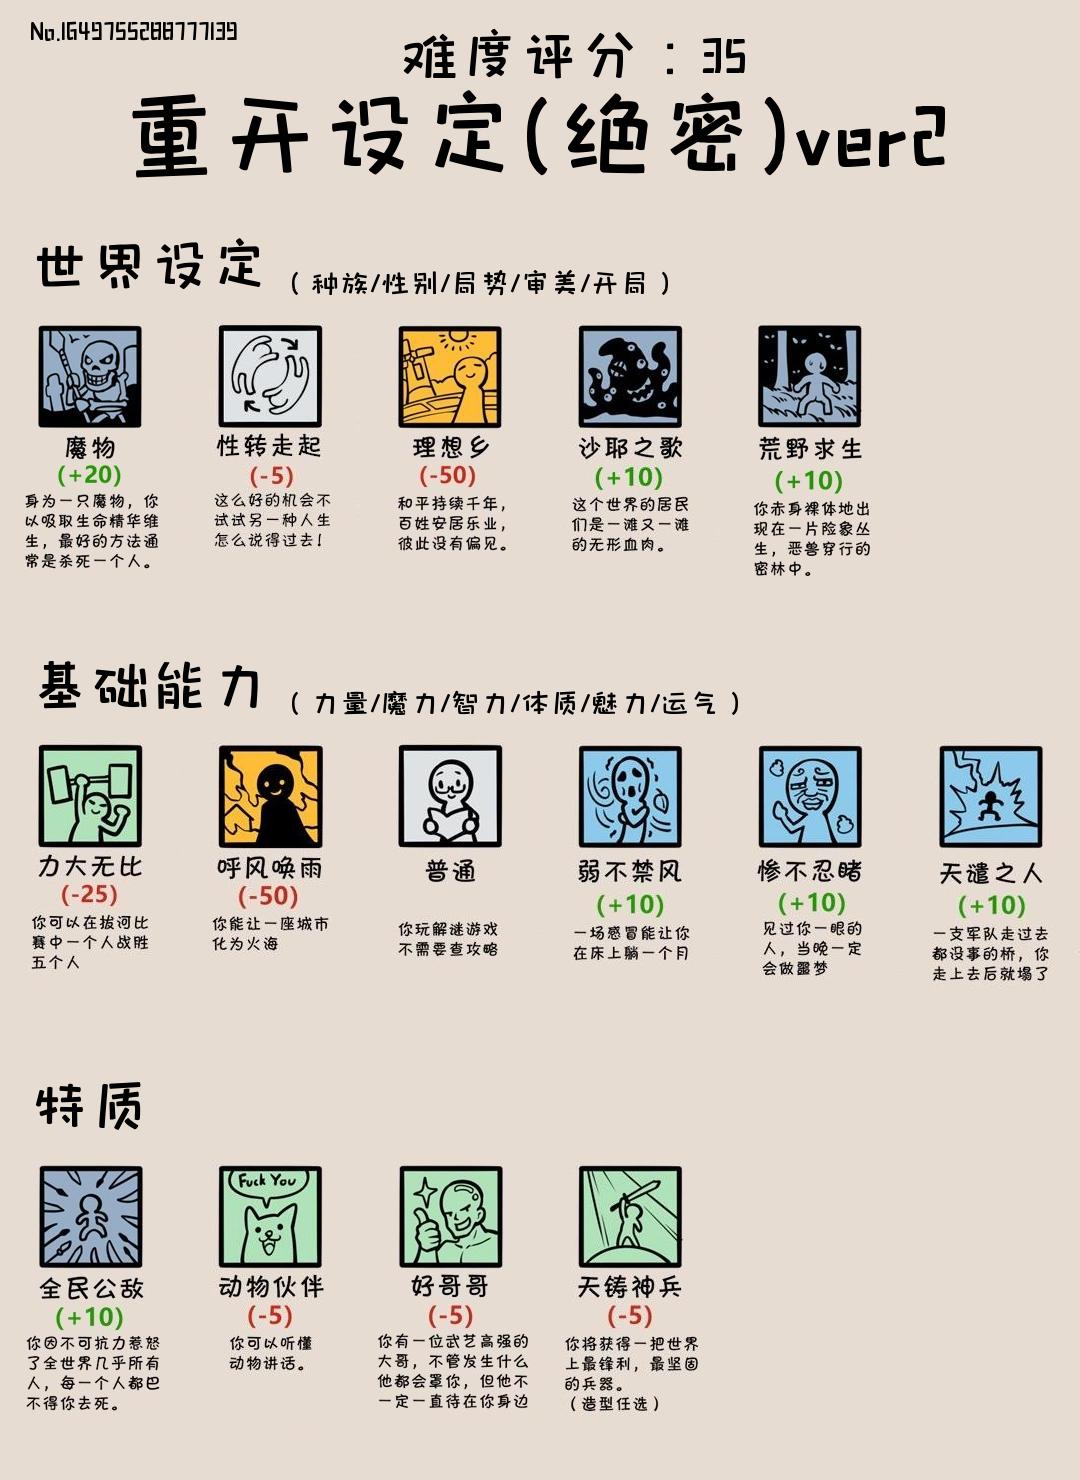 No.1649755288777139
难度评分：35
重开设定(绝密)ver2
世界设定（种族/性别/局势/审美/开局）
魔物
(+20)
身为一只魔物，你
以吸取生命精华维
生，最好的方法通
常是杀死一个人。
性转走起
(-5)
这么好的机会不
试试另一种人生
怎么说得过去！
理想乡
(-50)
和平持续千年，
百姓安居乐业，
彼此没有偏见。
沙耶之歌
(+10)
这个世界的居民
们是一滩又一滩
的无形血肉。
荒野求生
(+10)
你赤身裸体地出
现在一片险象丛
生，恶兽穿行的
密林中。
基础能力（力量/魔力/智力/体质/魅力/运气）
力大无比
(-25)
你可以在拔河比
赛中一个人战胜
五个人
呼风唤雨
(-50)
你能让一座城市
化为火海
普通
你玩解谜游戏
不需要查攻略
弱不禁风
(+10)
一场感冒能让你
在床上躺一个月
惨不忍睹
(+10)
见过你一眼的
人，当晚一定
会做噩梦
天谴之人
(+10)
一支军队走过去
都没事的桥，你
走上去后就塌了
特质
全民公敌
(+10)
你因不可抗力惹怒
了全世界几乎所有
人，每一个人都巴
不得你去死。
Fuck You
动物伙伴
(-5)
你可以听懂
动物讲话。
好哥哥
(-5)
你有一位武艺高强的
大哥，不管发生什么
他都会罩你，但他不
一定一直待在你身边
天铸神兵
(-5)
你将获得一把世界
上最锋利，最坚固
的兵器。
（造型任选）